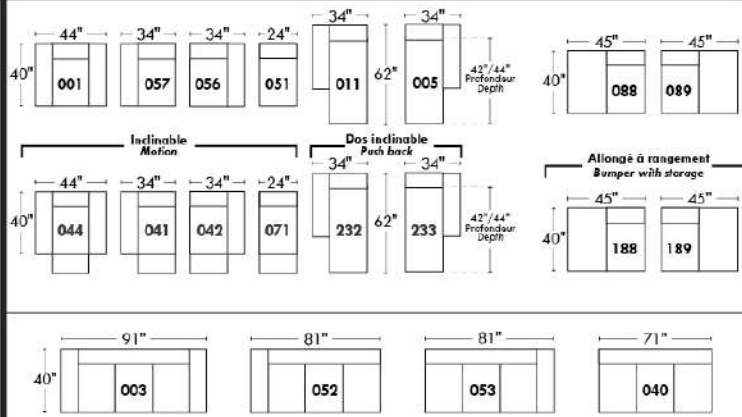 44" 34" 34" 24" 34" 34" 45" 45"
40" 001 057 056 051 011 62" 005 42"/44" Profondeur Depth 40" 088 089
Inclinable
Motion
Dos inclinable
Push back
Allongé à rangement
Bumper with storage
44" 34" 34" 24" 34" 34" 45" 45"
40" 044 041 042 071 232 62" 233 42"/44" Profondeur Depth 40" 188 189
91" 81" 81" 71"
40" 003 052 053 040